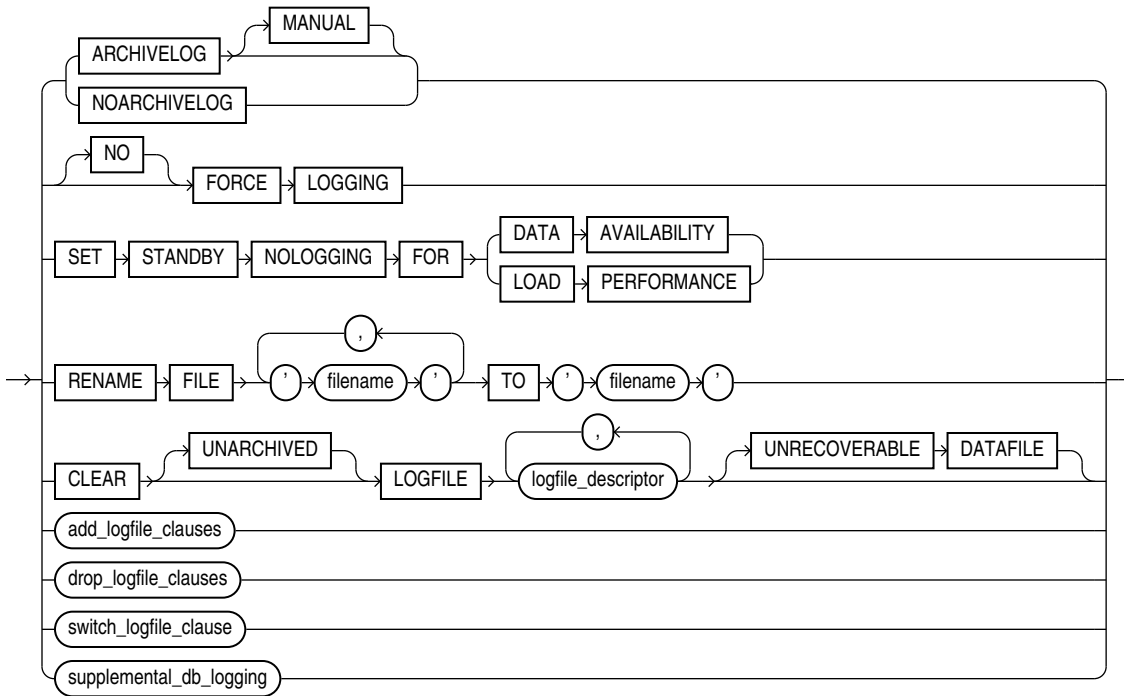 MANUAL
ARCHIVELOG
NOARCHIVELOG
NO
FORCE LOGGING
DATA AVAILABILITY
SET STANDBY NOLOGGING FOR
LOAD PERFORMANCE
,
RENAME FILE ' filename ' TO ' filename '
,
UNARCHIVED UNRECOVERABLE DATAFILE
CLEAR LOGFILE logfile_descriptor
add_logfile_clauses
drop_logfile_clauses
switch_logfile_clause
supplemental_db_logging